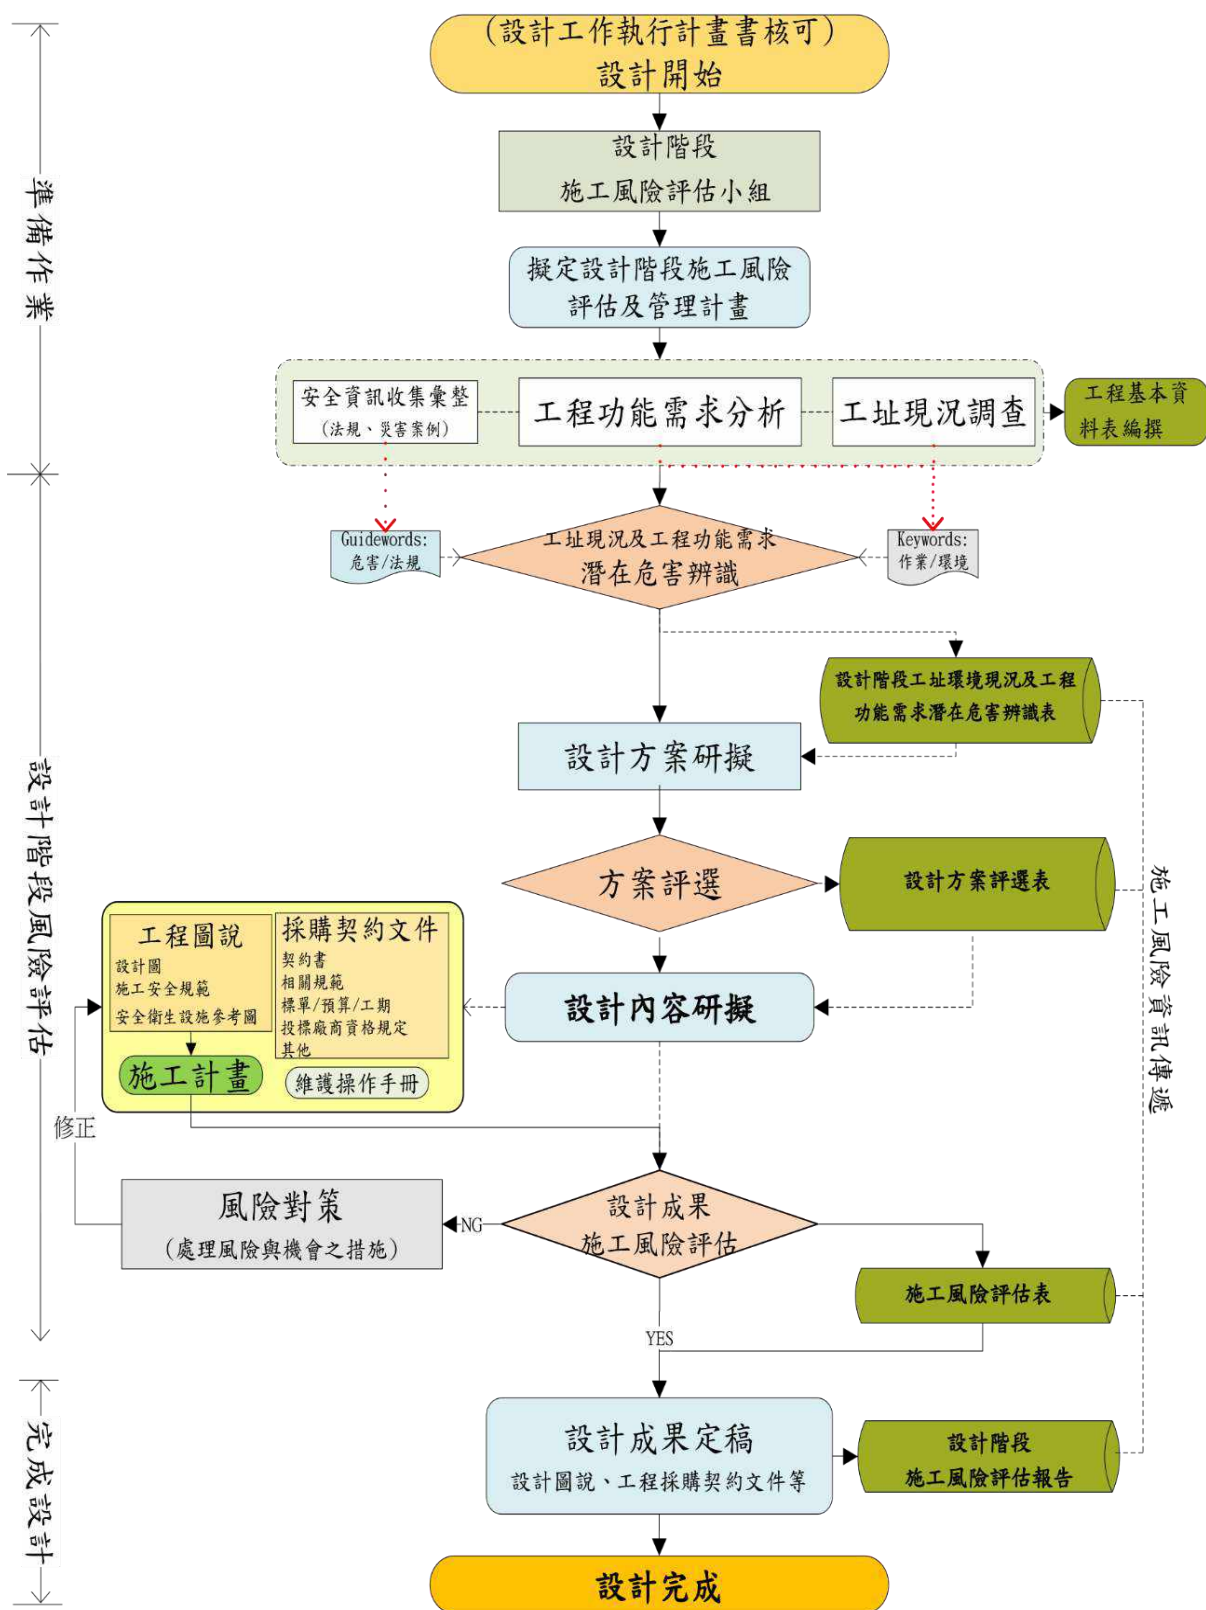 (設計工作執行計畫書核可)
設計開始
設計階段
施工風險評估小組
擬定設計階段施工風險
評估及管理計畫
安全資訊收集彙整
(法規、災害案例)
工程功能需求分析
工址現況調查
工程基本資
料表編撰
準備作業
Guidewords:
危害/法規
工址現況及工程功能需求
潛在危害辨識
Keywords:
作業/環境
設計階段工址環境現況及工程
功能需求潛在危害辨識表
設計方案研擬
方案評選
設計方案評選表
設計階段風險評估
施工風險資訊傳遞
工程圖說
設計圖
施工安全規範
安全衛生設施參考圖
施工計畫
採購契約文件
契約書
相關規範
標單/預算/工期
投標廠商資格規定
其他
維護操作手冊
設計內容研擬
修正
風險對策
(處理風險與機會之措施)
NG
設計成果
施工風險評估
施工風險評估表
YES
完成設計
設計成果定稿
設計圖說、工程採購契約文件等
設計階段
施工風險評估報告
設計完成